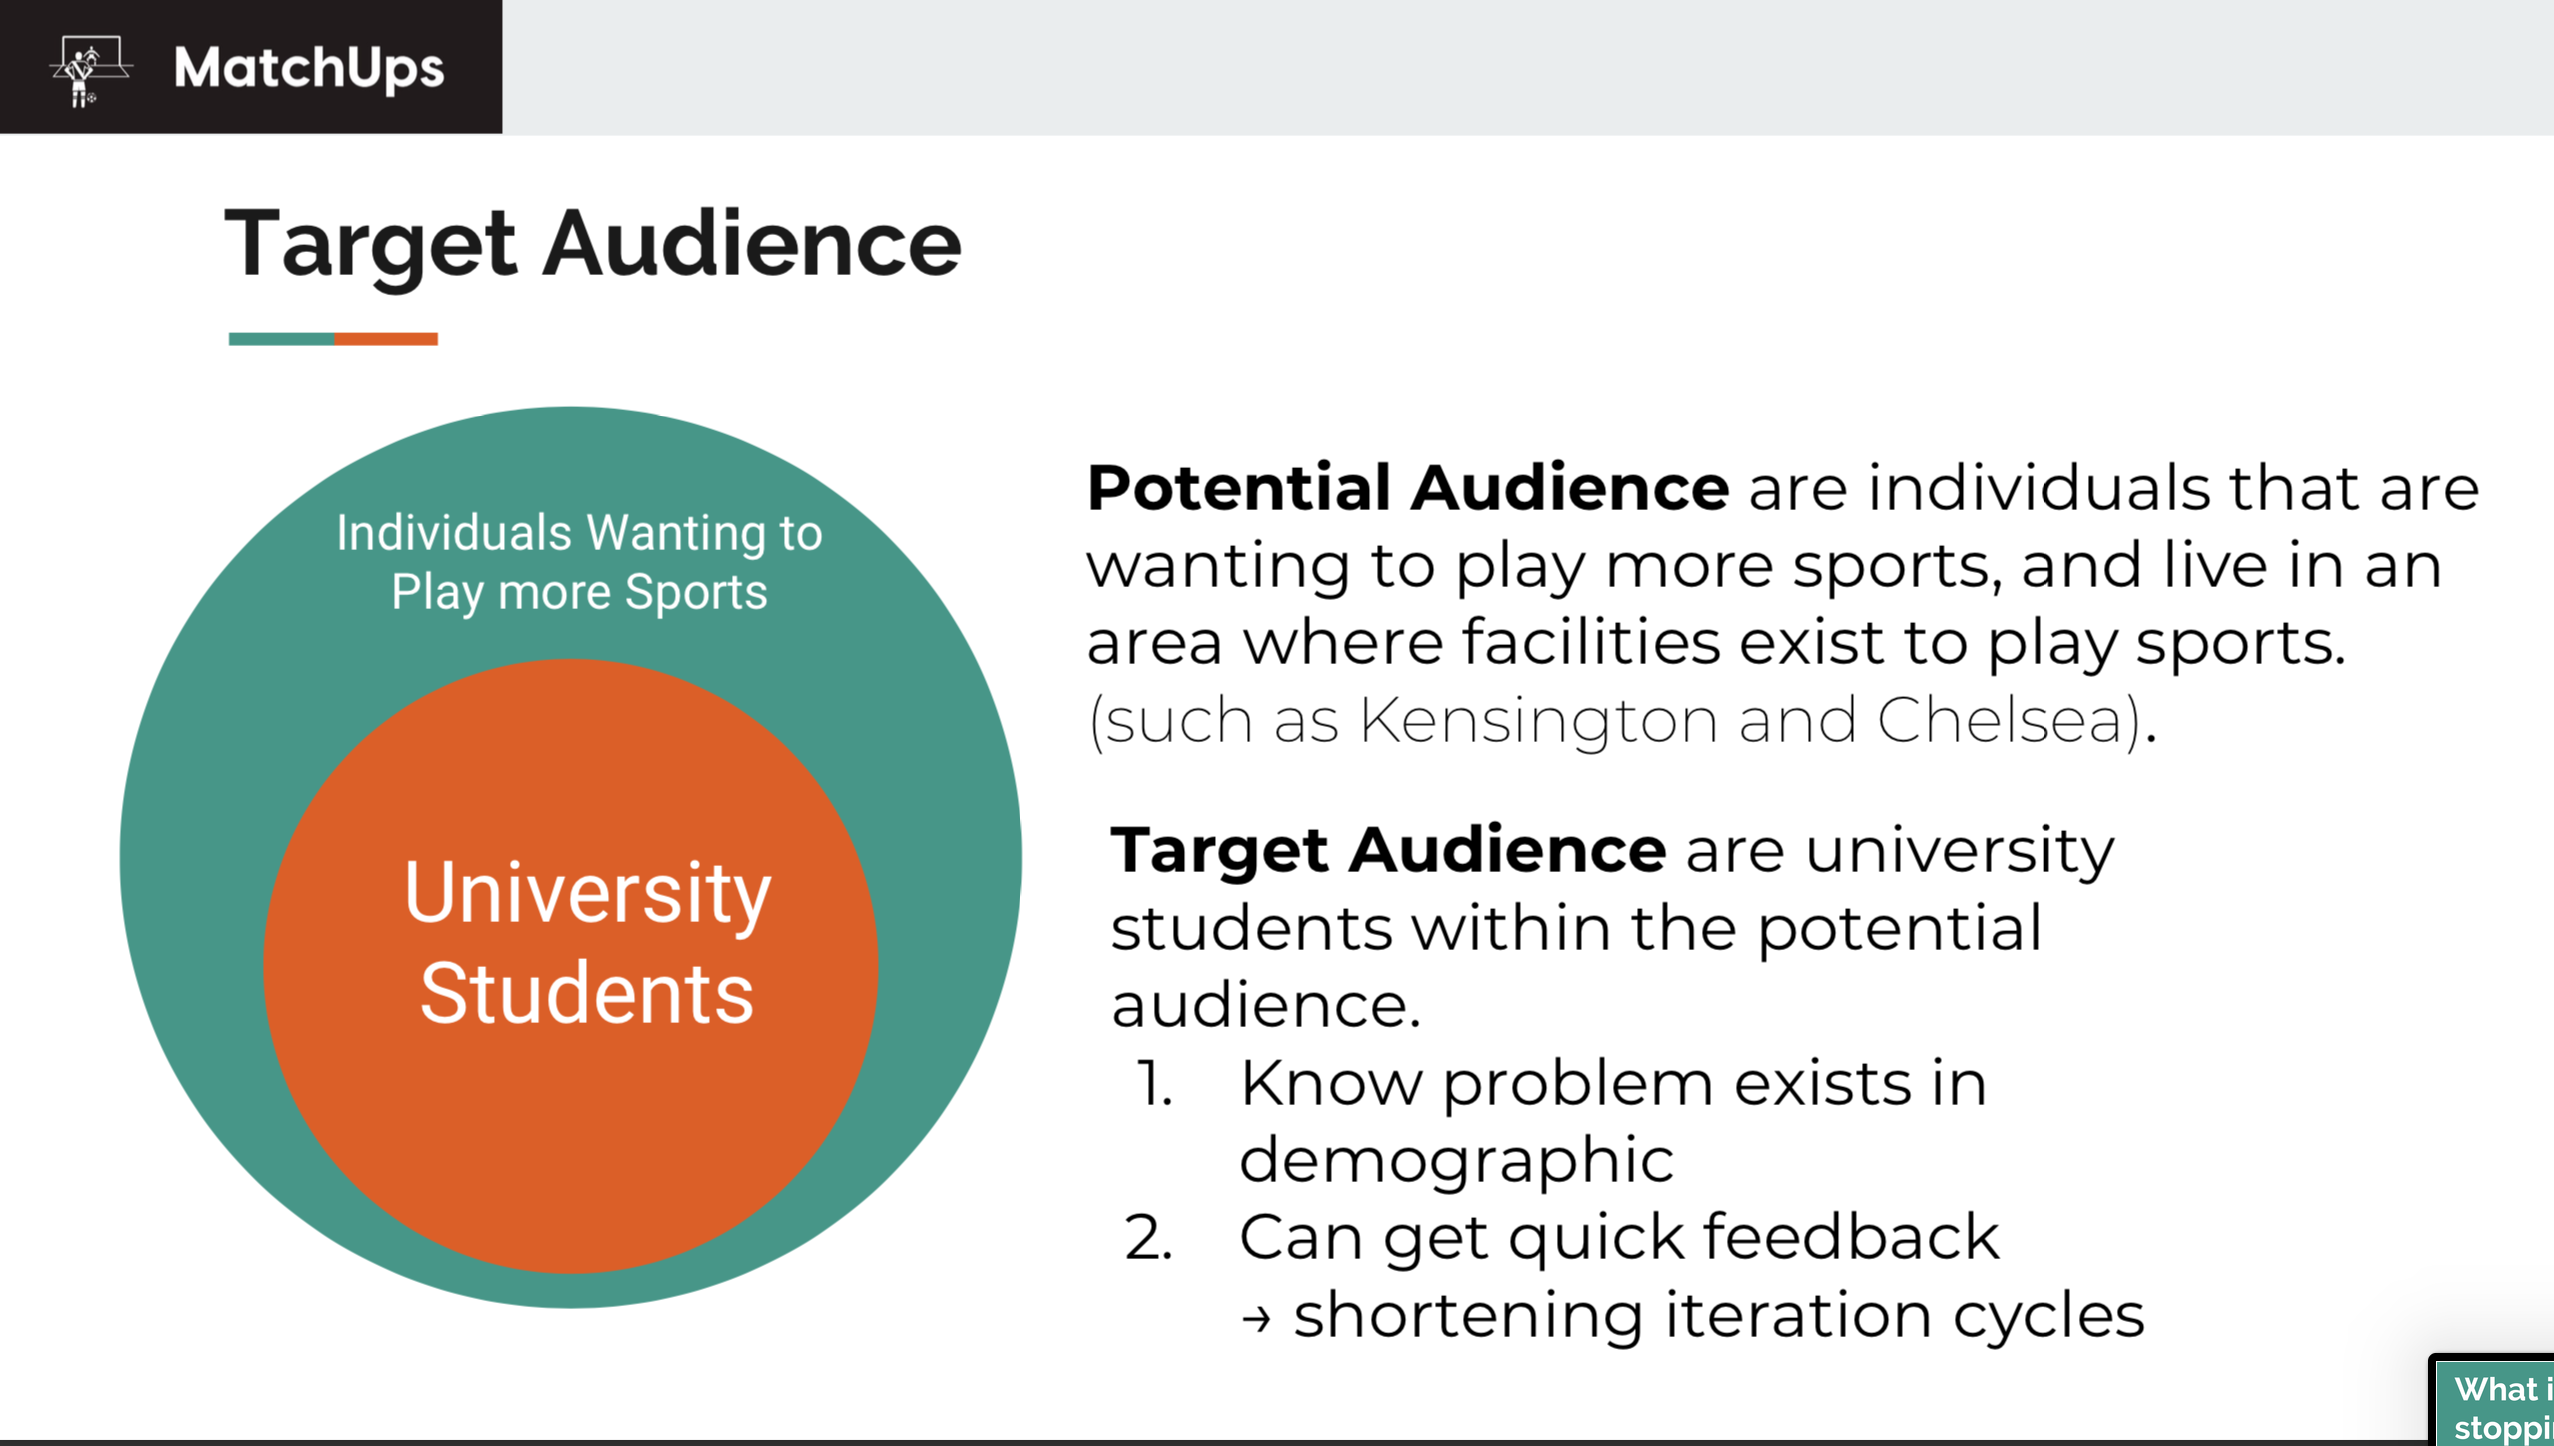 MatchUps
Target Audience
Individuals Wanting to
Play more Sports
University
Students
Potential Audience are individuals that are
wanting to play more sports, and live in an
area where facilities exist to play sports.
(such as Kensington and Chelsea).
Target Audience are university
students within the potential
audience.
1. Know problem exists in
demographic
2. Can get quick feedback
→ shortening iteration cycles
What